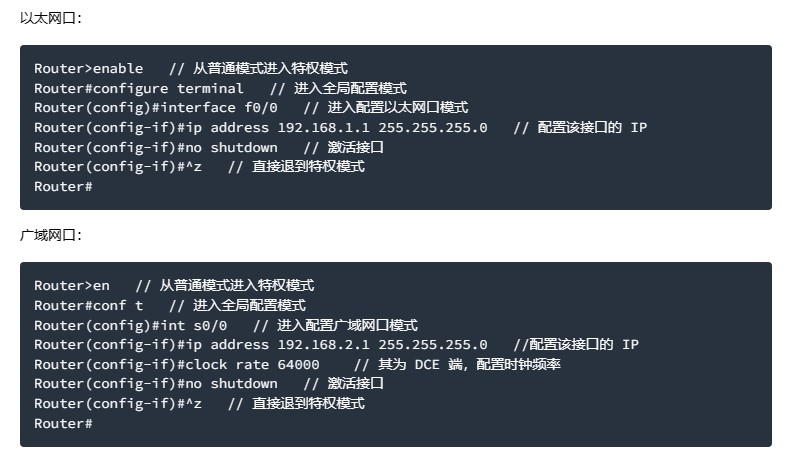 以太网口：
Router>enable   // 从普通模式进入特权模式
Router#configure terminal   // 进入全局配置模式
Router(config)#interface f0/0   // 进入配置以太网口模式
Router(config-if)#ip address 192.168.1.1 255.255.255.0   // 配置该接口的 IP
Router(config-if)#no shutdown   // 激活接口
Router(config-if)#^z   // 直接退到特权模式
Router#
广域网口：
Router>en   // 从普通模式进入特权模式
Router#conf t   // 进入全局配置模式
Router(config)#int s0/0   // 进入配置广域网口模式
Router(config-if)#ip address 192.168.2.1 255.255.255.0   //配置该接口的 IP
Router(config-if)#clock rate 64000    // 其为 DCE 端，配置时钟频率
Router(config-if)#no shutdown   // 激活接口
Router(config-if)#^z   // 直接退到特权模式
Router#